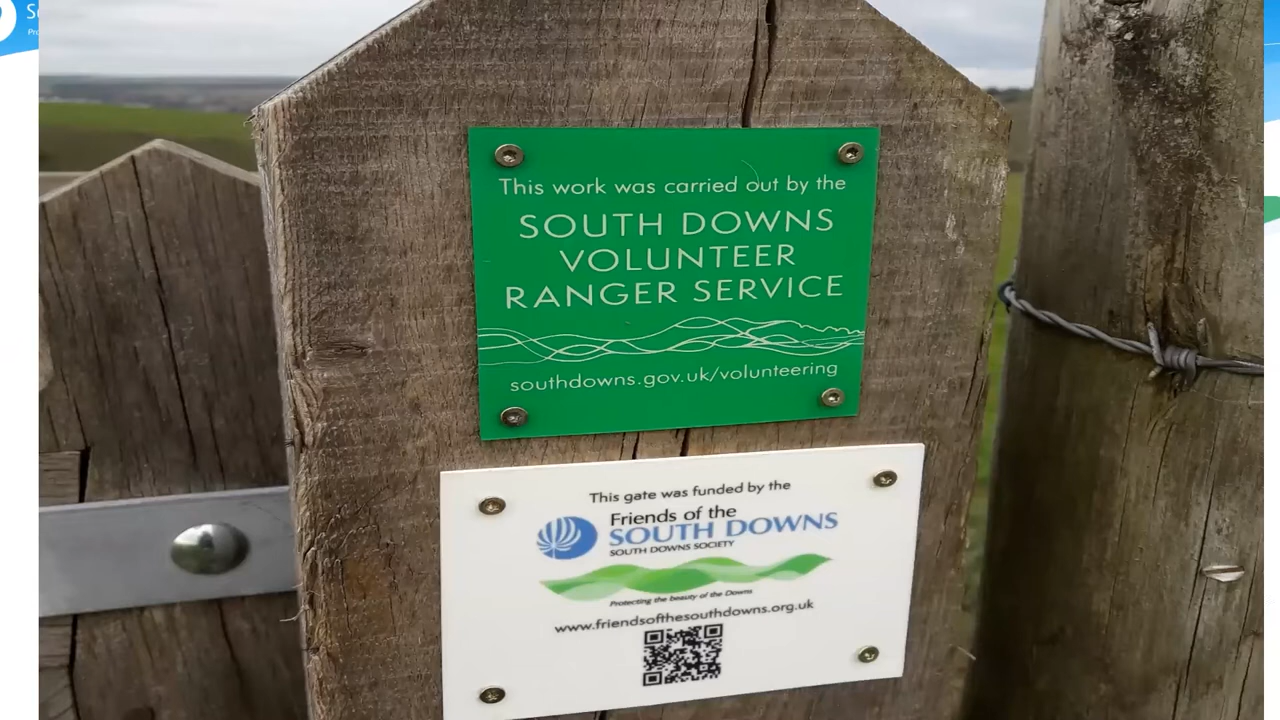 This work was carried out by the
SOUTH DOWNS
VOLUNTEER
RANGER SERVICE
southdowns.gov.uk/volunteering
This gate was funded by the
Friends of the
SOUTH DOWNS
SOUTH DOWNS SOCIETY
Protecting the beauty of the Downs
www.friendsofthesouthdowns.org.uk